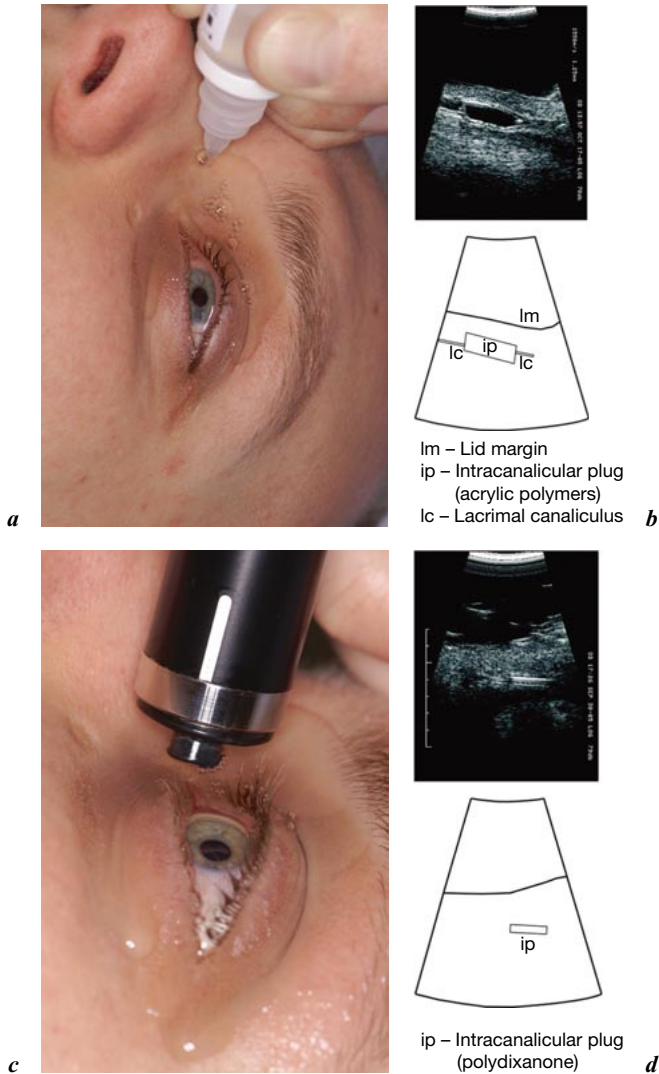 a
lm
ip
lc
lc
lm – Lid margin
ip – Intracanalicular plug
(acrylic polymers)
lc – Lacrimal canaliculus
b
c
ip
ip – Intracanalicular plug
(polydixanone)
d